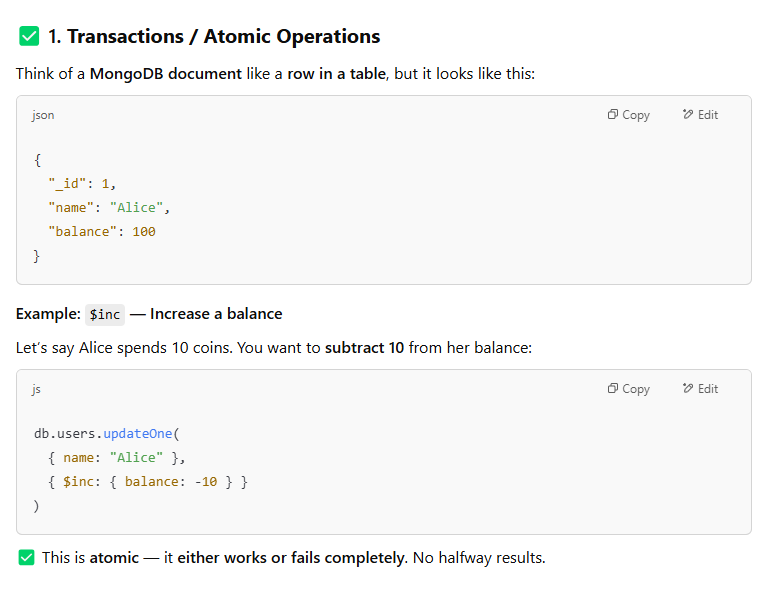 ✅ 1. Transactions / Atomic Operations
Think of a MongoDB document like a row in a table, but it looks like this:
json Copy Edit
{
  "_id": 1,
  "name": "Alice",
  "balance": 100
}
Example: $inc — Increase a balance
Let's say Alice spends 10 coins. You want to subtract 10 from her balance:
js Copy Edit
db.users.updateOne(
  { name: "Alice" },
  { $inc: { balance: -10 } }
)
✅ This is atomic — it either works or fails completely. No halfway results.